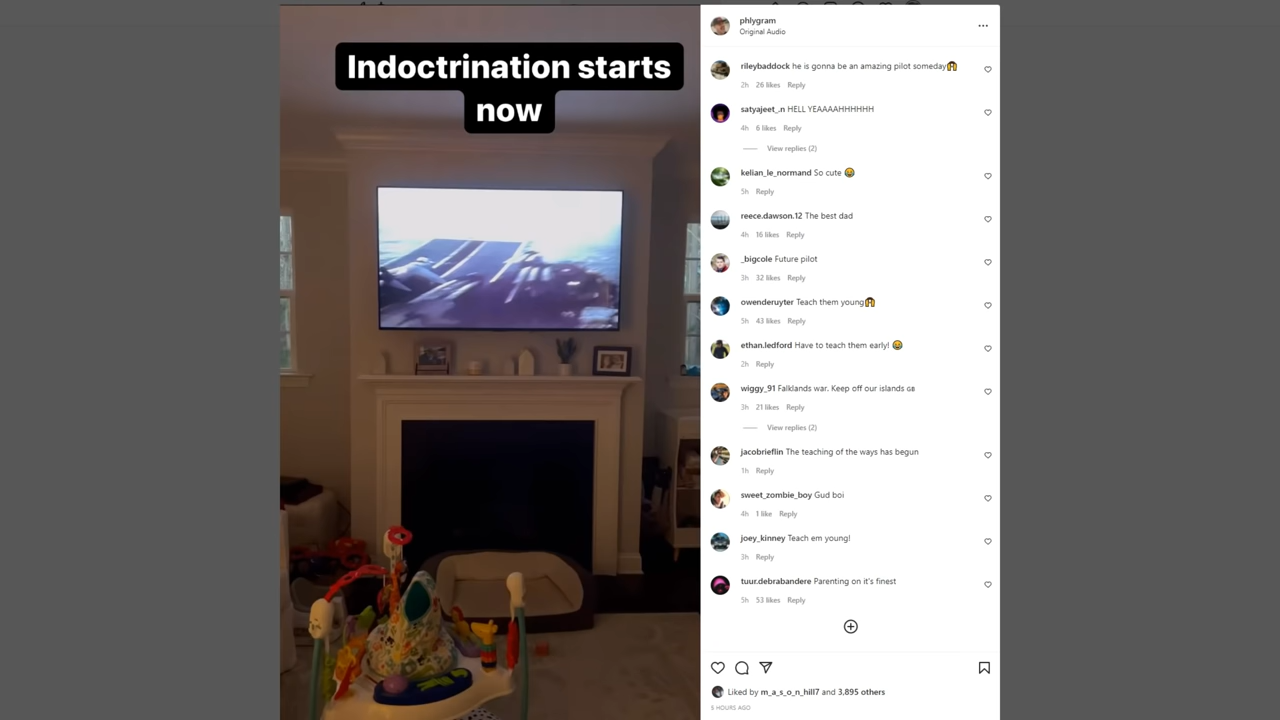 Indoctrination starts
now
phlygram
Original Audio
rileybaddock he is gonna be an amazing pilot someday🙌
2h 26 likes Reply
satyajeet_.n HELL YEAAAAHHHHHH
4h 6 likes Reply
View replies (2)
kelian_le_normand So cute 😂
5h Reply
reece.dawson.12 The best dad
4h 16 likes Reply
_bigcole Future pilot
3h 32 likes Reply
owenderuyter Teach them young🙌
5h 43 likes Reply
ethan.ledford Have to teach them early! 😂
2h Reply
wiggy_91 Falklands war. Keep off our islands 🇬🇧
3h 21 likes Reply
View replies (2)
jacobrieflin The teaching of the ways has begun
1h Reply
sweet_zombie_boy Gud boi
4h 1 like Reply
joey_kinney Teach em young!
3h Reply
tuur.debrabandere Parenting on it's finest
5h 53 likes Reply
Liked by m_a_s_o_n_hill7 and 3,895 others
5 HOURS AGO